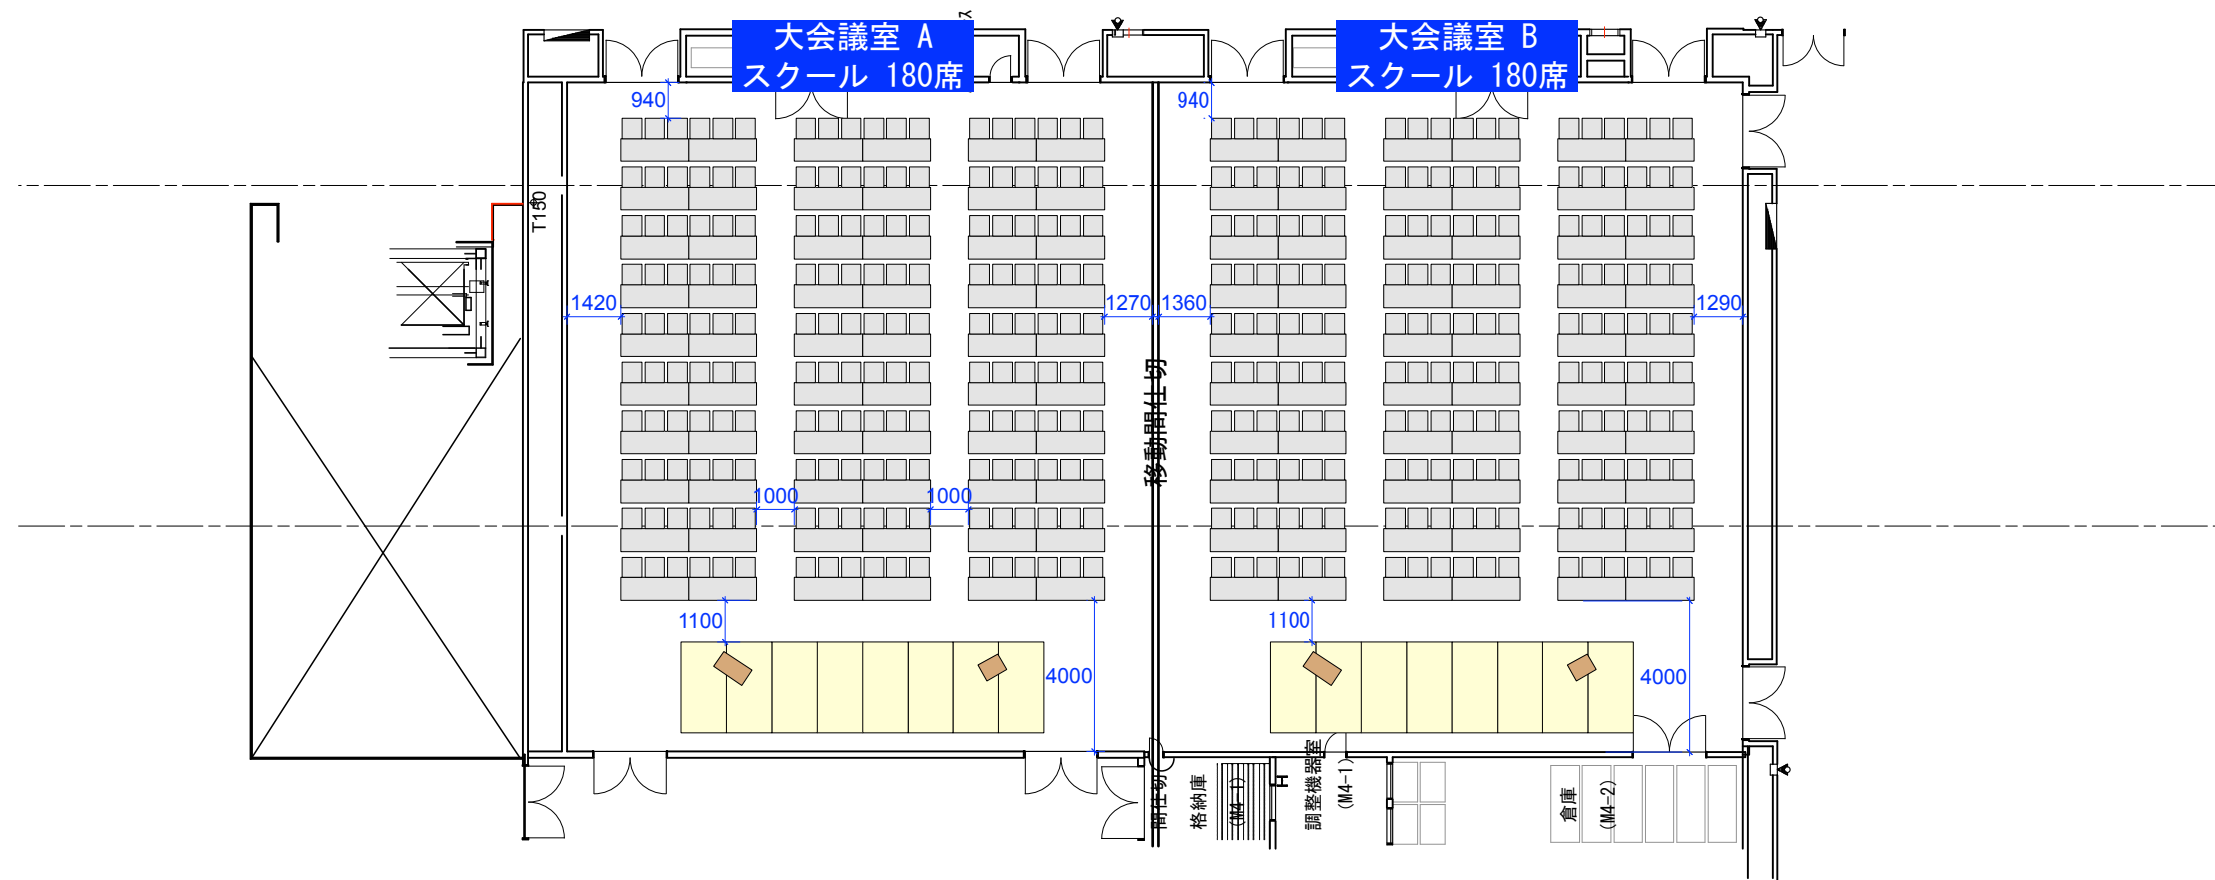 大会議室 A
スクール 180席
大会議室 B
スクール 180席
940
940
T150
1420
1270
1360
1290
移動間仕切
1000
1000
1100
1100
4000
4000
間仕切
格納庫
(M4-1)
調整機器室
(M4-1)
倉庫
(M4-2)